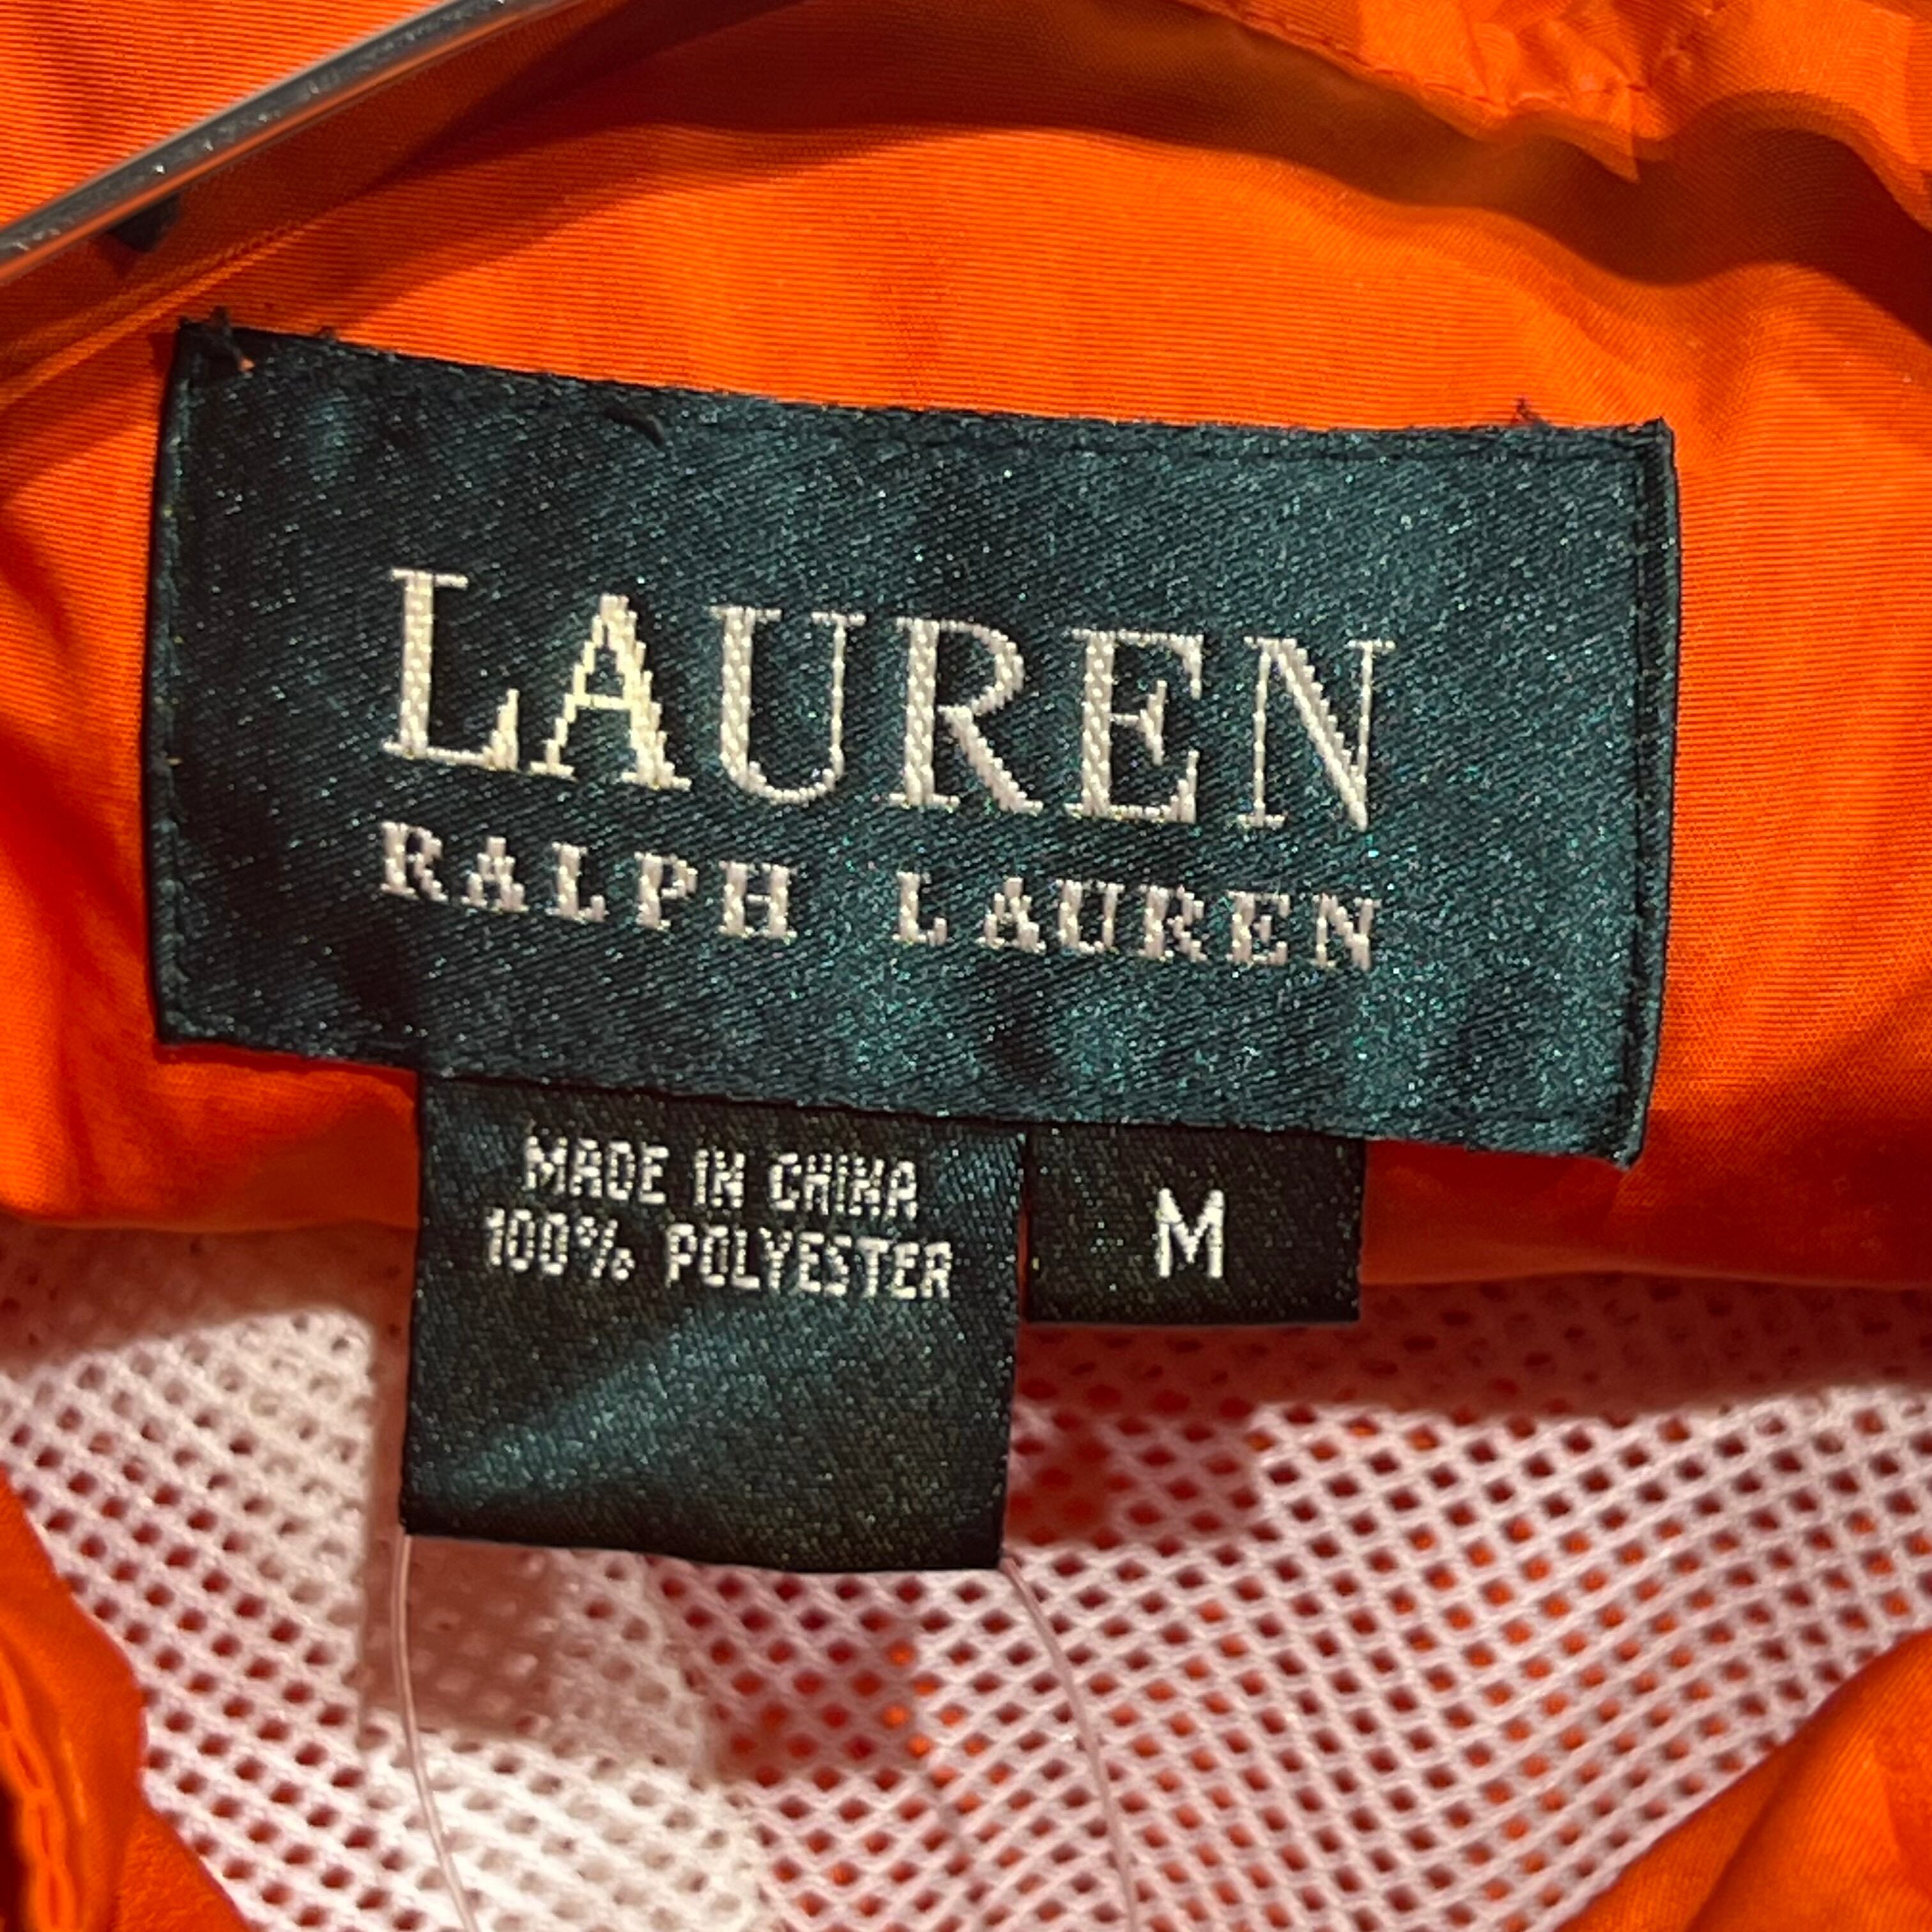 LAUREN
RALPH LAUREN
MADE IN CHINA
100% POLYESTER
M